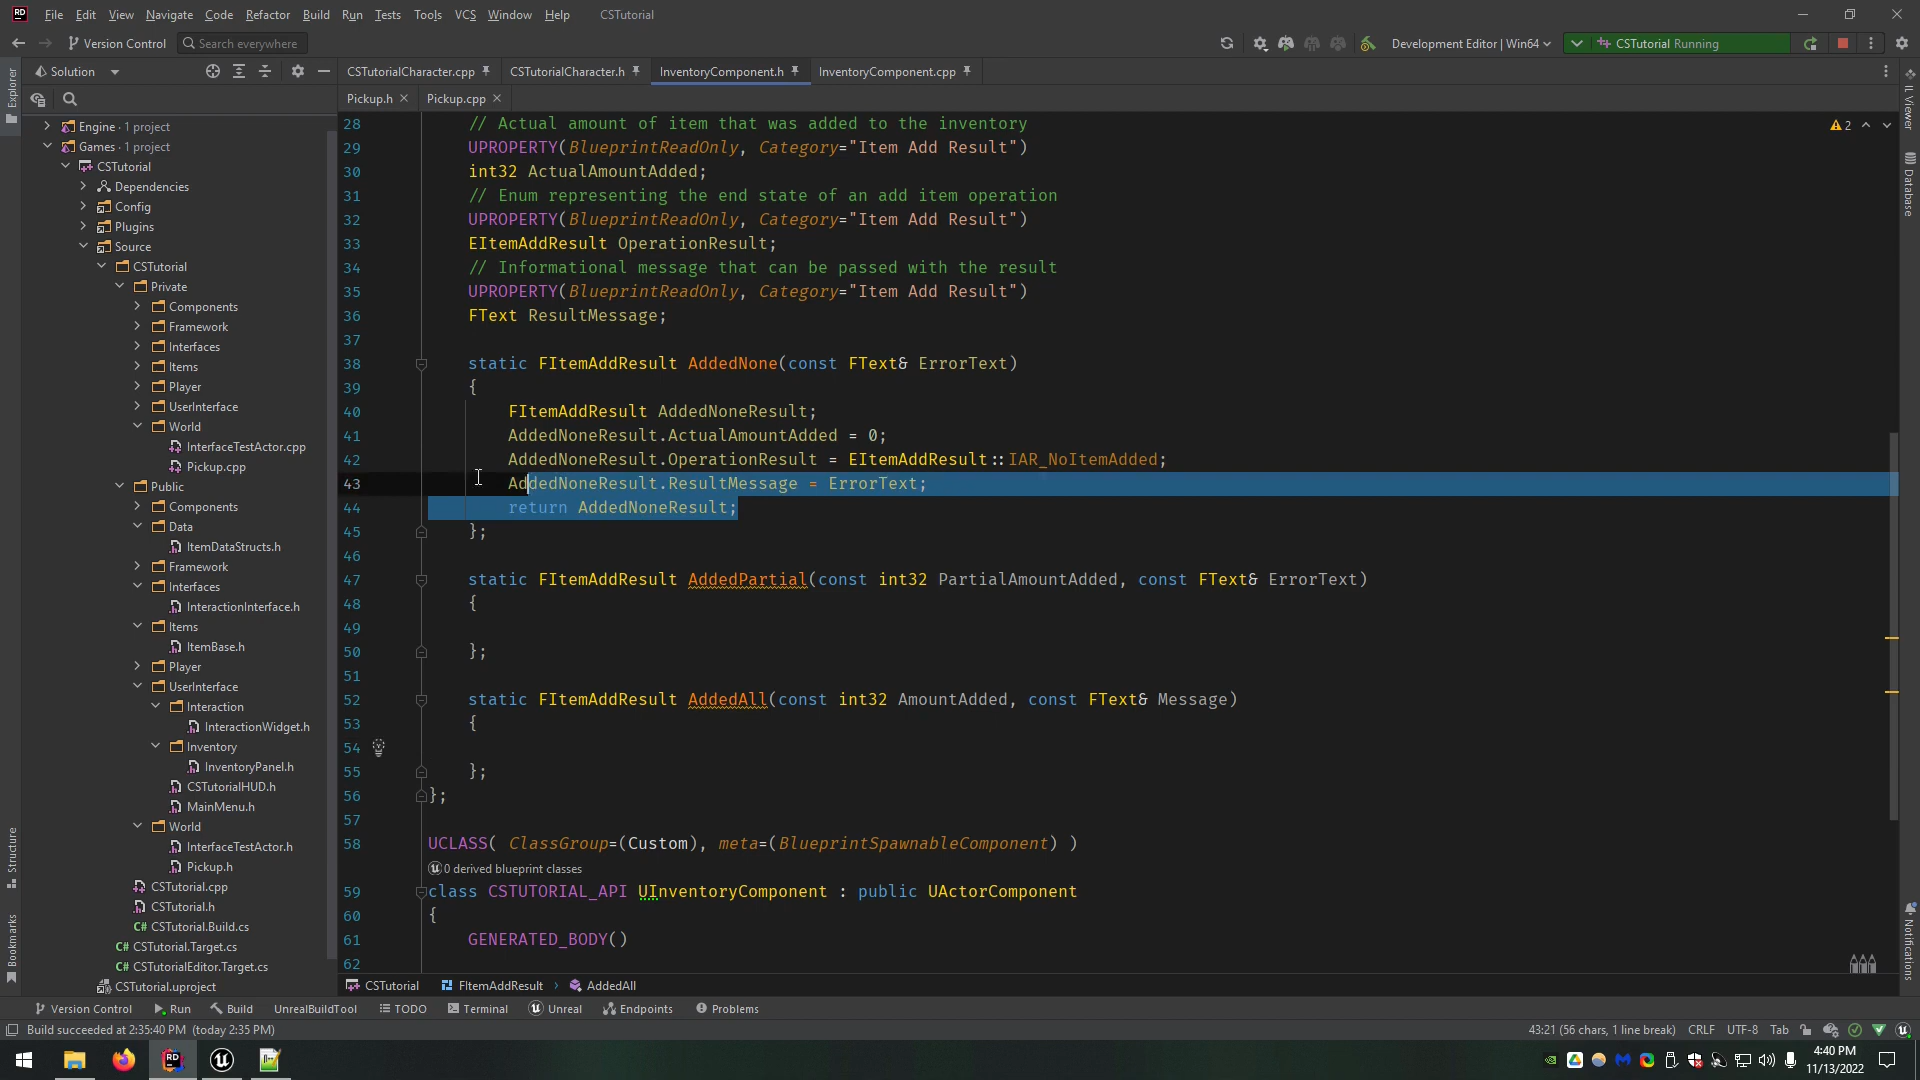 RD File Edit View Navigate Code Refactor Build Run Tests Tools VCS Window Help CSTutorial
Version Control Search everywhere Development Editor | Win64 CSTutorial Running
Explorer
Solution
CSTutorialCharacter.cpp CSTutorialCharacter.h InventoryComponent.h InventoryComponent.cpp
Pickup.h Pickup.cpp
Engine · 1 project
Games · 1 project
CSTutorial
Dependencies
Config
Plugins
Source
CSTutorial
Private
Components
Framework
Interfaces
Items
Player
UserInterface
World
InterfaceTestActor.cpp
Pickup.cpp
Public
Components
Data
ItemDataStructs.h
Framework
Interfaces
InteractionInterface.h
Items
ItemBase.h
Player
UserInterface
Interaction
InteractionWidget.h
Inventory
InventoryPanel.h
CSTutorialHUD.h
MainMenu.h
World
InterfaceTestActor.h
Pickup.h
CSTutorial.cpp
CSTutorial.h
C# CSTutorial.Build.cs
C# CSTutorial.Target.cs
C# CSTutorialEditor.Target.cs
CSTutorial.uproject
Structure
Bookmarks
28 // Actual amount of item that was added to the inventory
29 UPROPERTY(BlueprintReadOnly, Category="Item Add Result")
30 int32 ActualAmountAdded;
31 // Enum representing the end state of an add item operation
32 UPROPERTY(BlueprintReadOnly, Category="Item Add Result")
33 EItemAddResult OperationResult;
34 // Informational message that can be passed with the result
35 UPROPERTY(BlueprintReadOnly, Category="Item Add Result")
36 FText ResultMessage;
37
38 static FItemAddResult AddedNone(const FText& ErrorText)
39 {
40 FItemAddResult AddedNoneResult;
41 AddedNoneResult.ActualAmountAdded = 0;
42 AddedNoneResult.OperationResult = EItemAddResult::IAR_NoItemAdded;
43 AddedNoneResult.ResultMessage = ErrorText;
44 return AddedNoneResult;
45 };
46
47 static FItemAddResult AddedPartial(const int32 PartialAmountAdded, const FText& ErrorText)
48 {
49
50 };
51
52 static FItemAddResult AddedAll(const int32 AmountAdded, const FText& Message)
53 {
54
55 };
56 };
57
58 UCLASS( ClassGroup=(Custom), meta=(BlueprintSpawnableComponent) )
0 derived blueprint classes
59 class CSTUTORIAL_API UInventoryComponent : public UActorComponent
60 {
61 GENERATED_BODY()
62
2
IL Viewer
Database
Notifications
CSTutorial FItemAddResult › AddedAll
Version Control Run Build UnrealBuildTool TODO Terminal Unreal Endpoints Problems
Build succeeded at 2:35:40 PM (today 2:35 PM) 43:21 (56 chars, 1 line break) CRLF UTF-8 Tab
RD
4:40 PM
11/13/2022